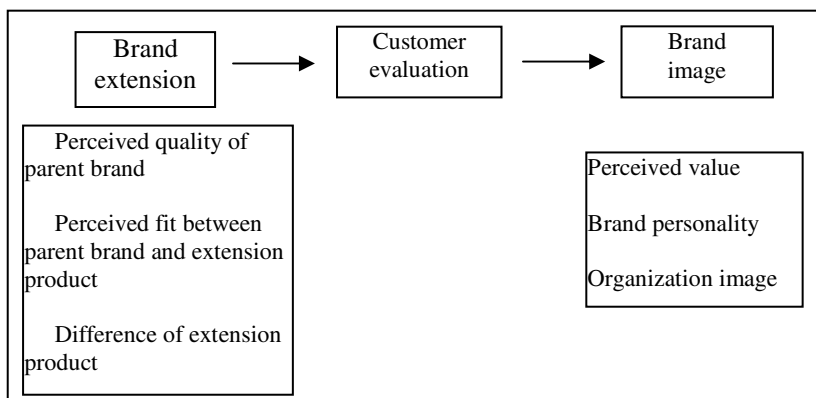 Brand
extension
Customer
evaluation
Brand
image
Perceived quality of
parent brand
Perceived fit between
parent brand and extension
product
Difference of extension
product
Perceived value
Brand personality
Organization image